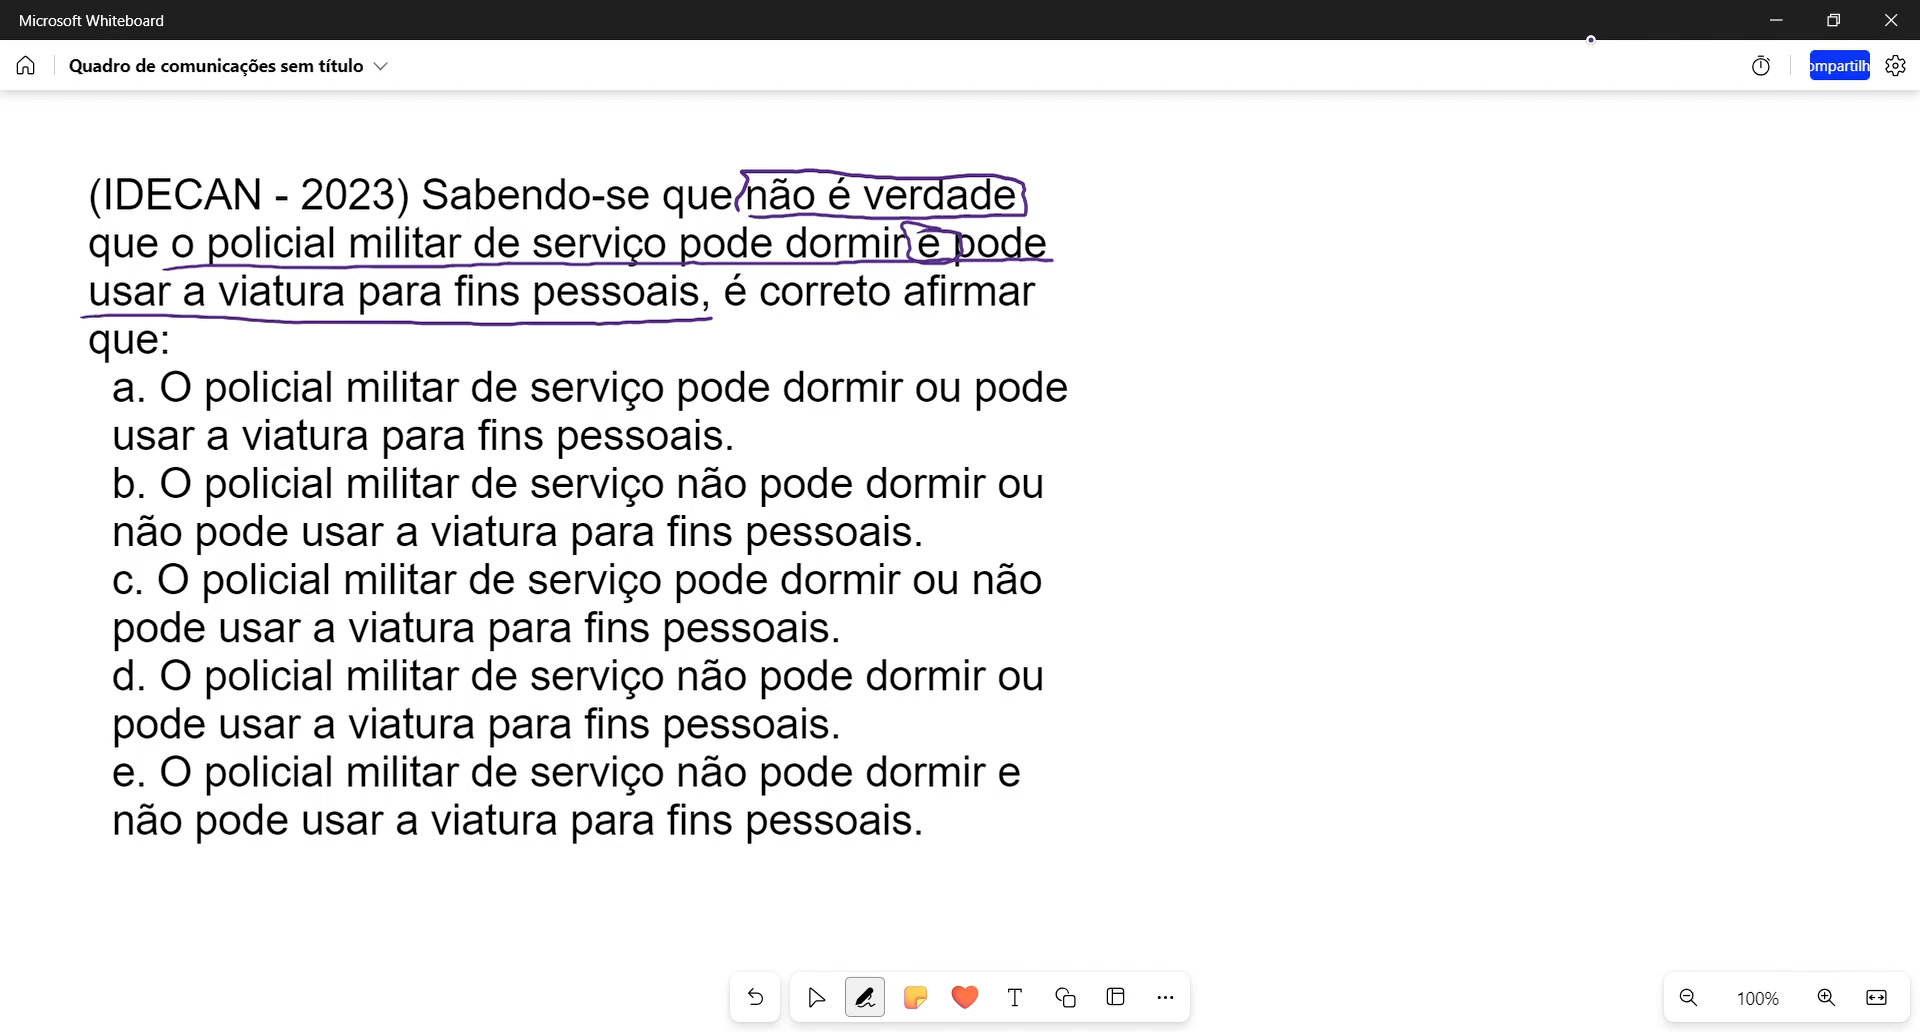 Microsoft Whiteboard
Quadro de comunicações sem título
ompartilh
(IDECAN - 2023) Sabendo-se que não é verdade
que o policial militar de serviço pode dormir e pode
usar a viatura para fins pessoais, é correto afirmar
que:
a. O policial militar de serviço pode dormir ou pode
usar a viatura para fins pessoais.
b. O policial militar de serviço não pode dormir ou
não pode usar a viatura para fins pessoais.
c. O policial militar de serviço pode dormir ou não
pode usar a viatura para fins pessoais.
d. O policial militar de serviço não pode dormir ou
pode usar a viatura para fins pessoais.
e. O policial militar de serviço não pode dormir e
não pode usar a viatura para fins pessoais.
100%